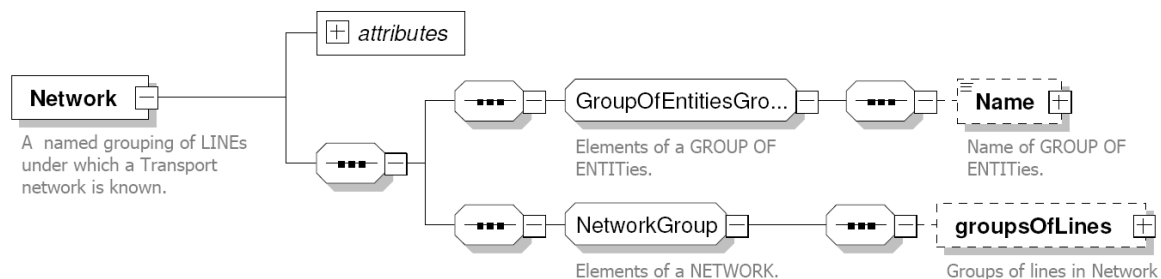 attributes
Network
A named grouping of LINEs
under which a Transport
network is known.
GroupOfEntitiesGro...
Elements of a GROUP OF
ENTITies.
Name
Name of GROUP OF
ENTITies.
NetworkGroup
Elements of a NETWORK.
groupsOfLines
Groups of lines in Network